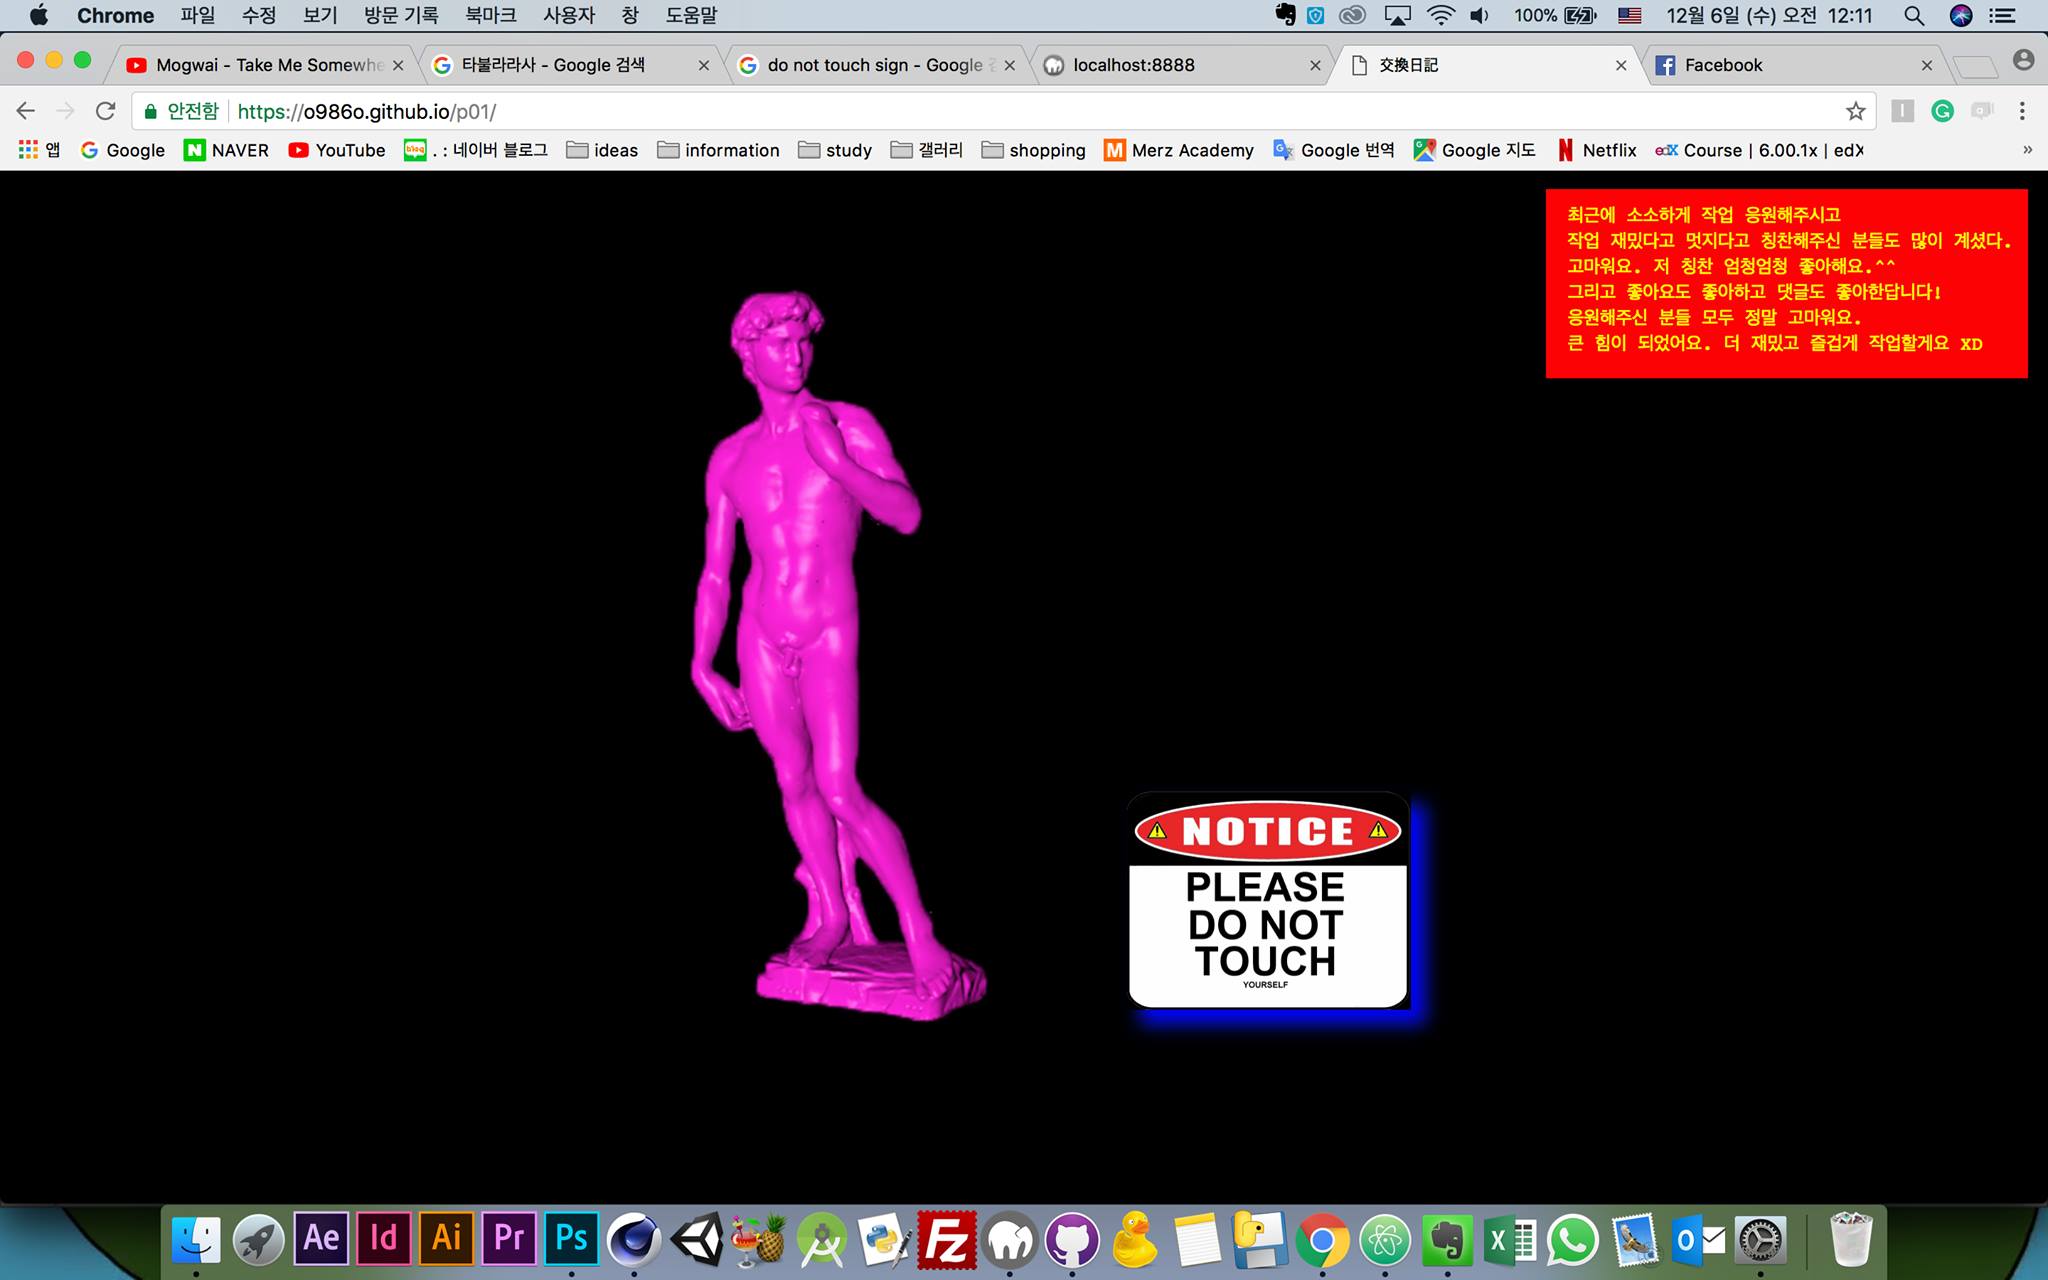 Chrome 파일 수정 보기 방문 기록 북마크 사용자 창 도움말 100% 12월 6일 (수) 오전 12:11
Mogwai - Take Me Somewhe 타불라라사 - Google 검색 do not touch sign - Google localhost:8888 交換日記 Facebook
안전함 https://o986o.github.io/p01/
앱 Google NAVER YouTube blog . : 네이버 블로그 ideas information study 갤러리 shopping Merz Academy Google 번역 Google 지도 Netflix edX Course | 6.00.1x | edX
최근에 소소하게 작업 응원해주시고
작업 재밌다고 멋지다고 칭찬해주신 분들도 많이 계셨다.
고마워요. 저 칭찬 엄청엄청 좋아해요.^^
그리고 좋아요도 좋아하고 댓글도 좋아한답니다!
응원해주신 분들 모두 정말 고마워요.
큰 힘이 되었어요. 더 재밌고 즐겁게 작업할게요 XD
NOTICE
PLEASE
DO NOT
TOUCH
YOURSELF
Ae Id Ai Pr Ps Fz